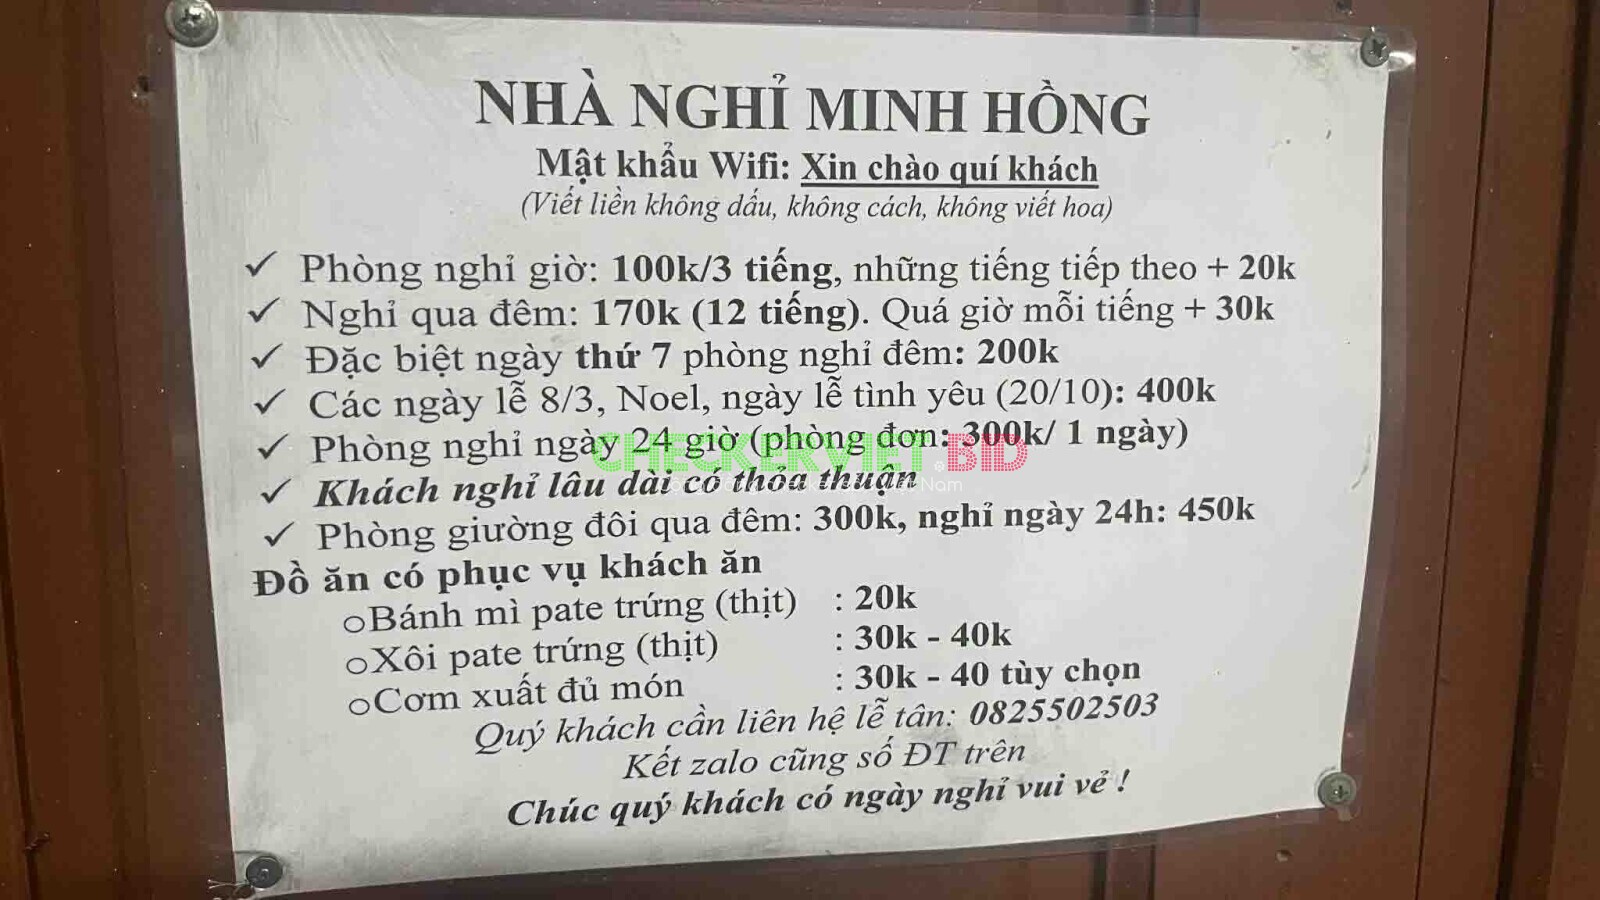 NHÀ NGHỈ MINH HỒNG
Mật khẩu Wifi: Xin chào quí khách
(Viết liền không dấu, không cách, không viết hoa)
✓ Phòng nghỉ giờ: 100k/3 tiếng, những tiếng tiếp theo + 20k
✓ Nghỉ qua đêm: 170k (12 tiếng). Quá giờ mỗi tiếng + 30k
✓ Đặc biệt ngày thứ 7 phòng nghỉ đêm: 200k
✓ Các ngày lễ 8/3, Noel, ngày lễ tình yêu (20/10): 400k
✓ Phòng nghỉ ngày 24 giờ (phòng đơn: 300k/ 1 ngày)
CHECKERVIET.BID
✓ Khách nghỉ lâu dài có thỏa thuận
Nam
✓ Phòng giường đôi qua đêm: 300k, nghỉ ngày 24h: 450k
Đồ ăn có phục vụ khách ăn
o Bánh mì pate trứng (thịt) : 20k
o Xôi pate trứng (thịt) : 30k - 40k
o Cơm xuất đủ món : 30k - 40 tùy chọn
Quý khách cần liên hệ lễ tân: 0825502503
Kết zalo cũng số ĐT trên
Chúc quý khách có ngày nghỉ vui vẻ !